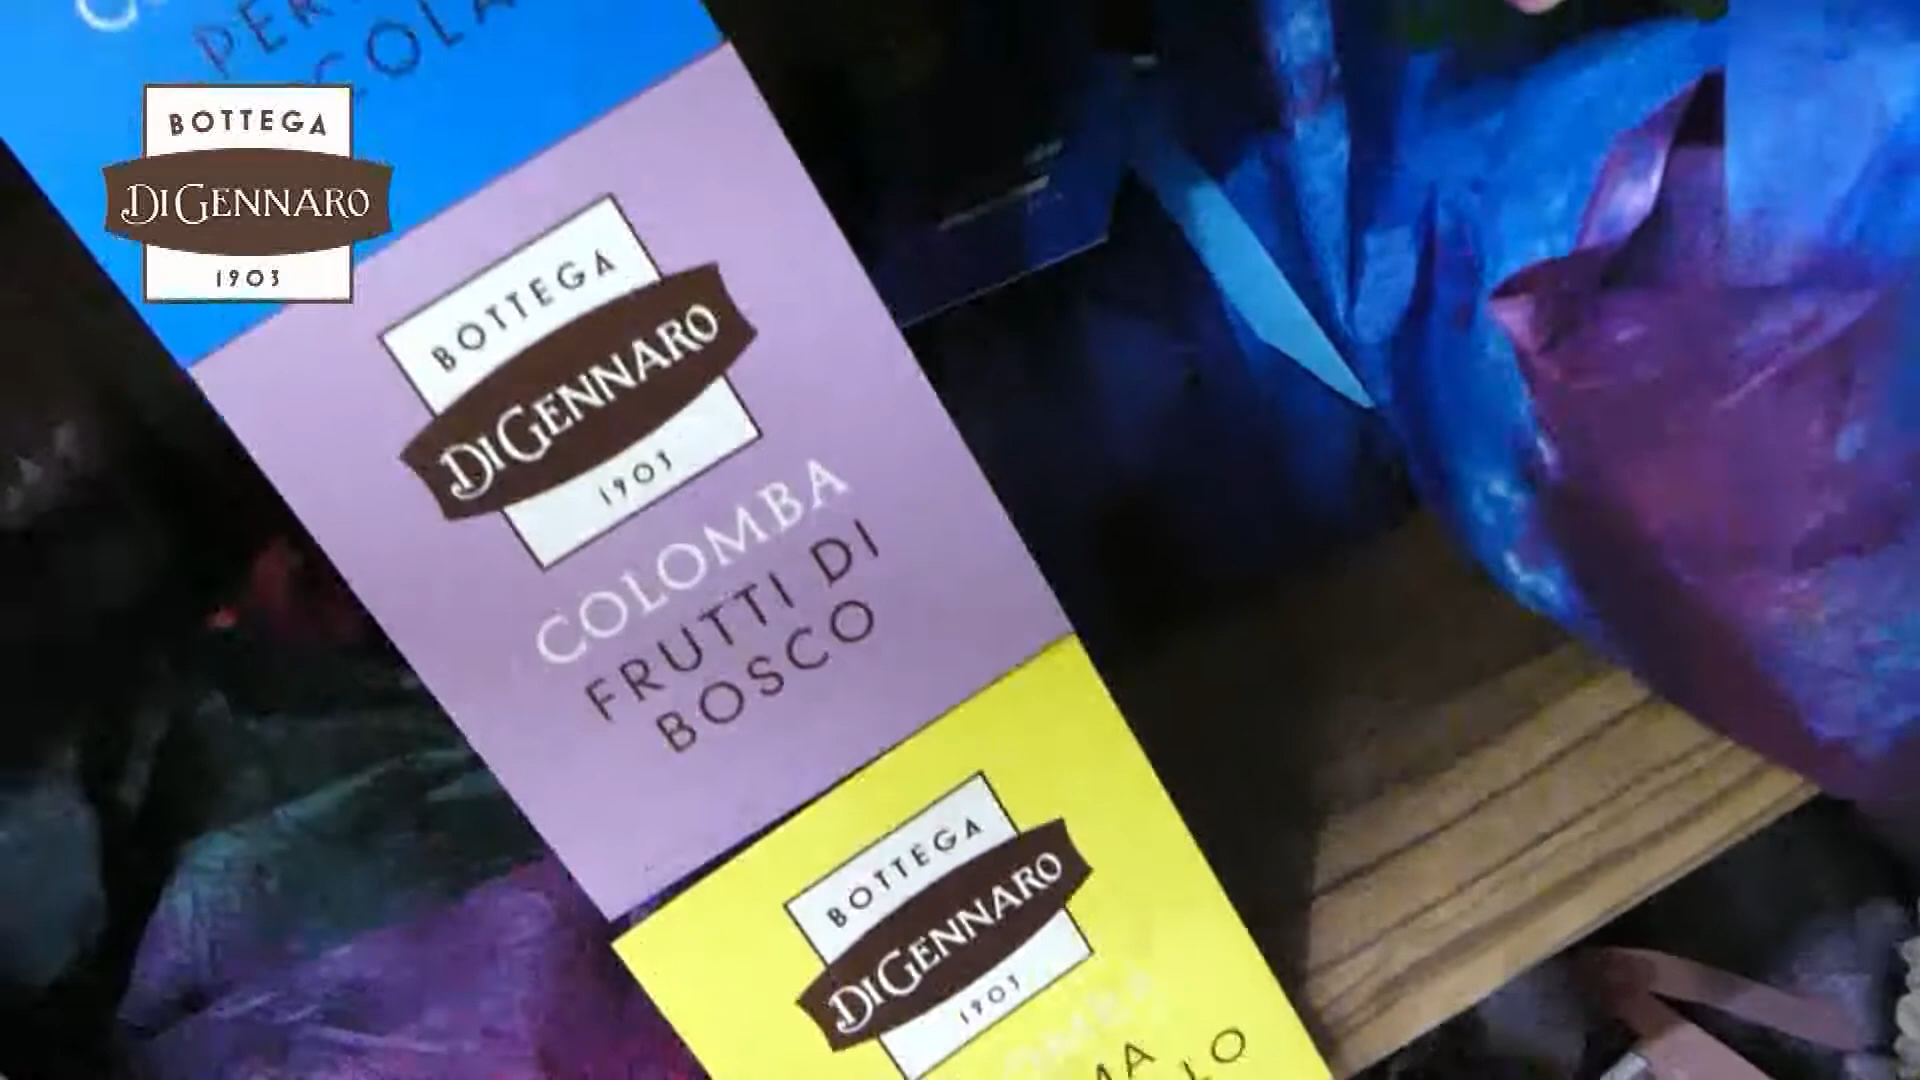 BOTTEGA
DI GENNARO
1903
BOTTEGA
DI GENNARO
1903
COLOMBA
FRUTTI DI
BOSCO
BOTTEGA
DI GENNARO
1903